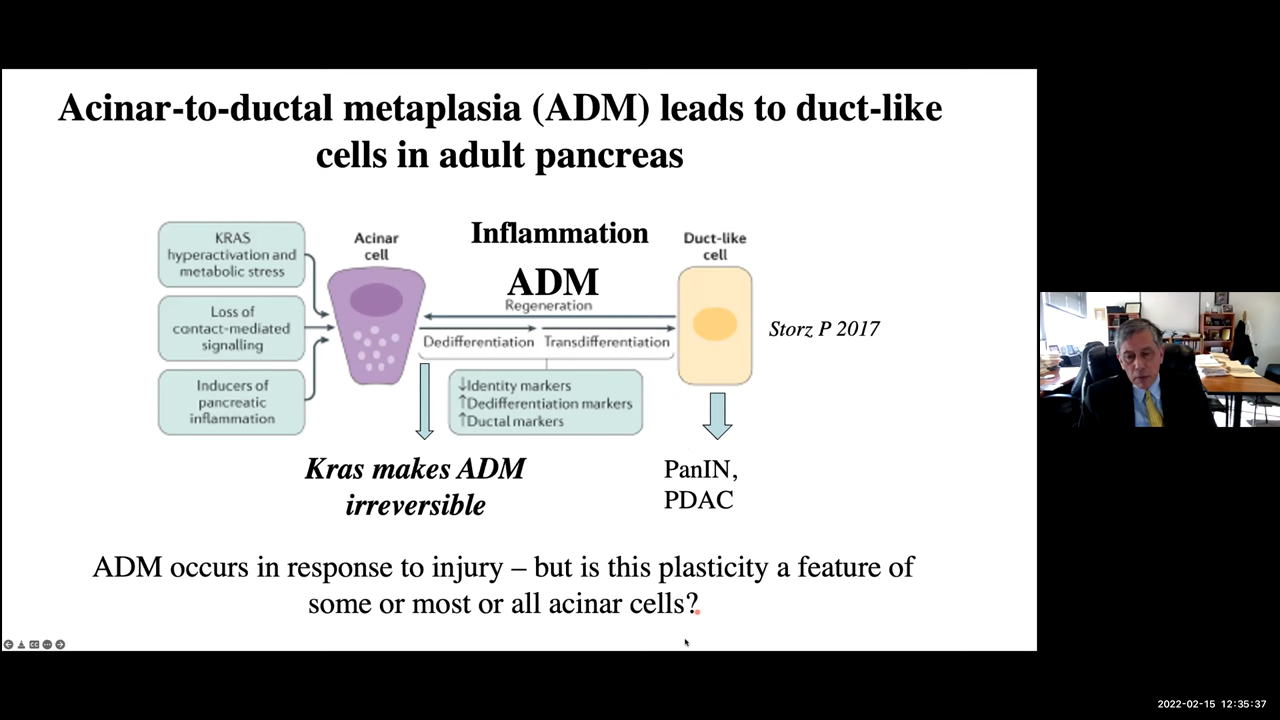 Acinar-to-ductal metaplasia (ADM) leads to duct-like
cells in adult pancreas
KRAS
hyperactivation and
metabolic stress
Loss of
contact-mediated
signalling
Inducers of
pancreatic
inflammation
Acinar
cell
Inflammation
ADM
Regeneration
Dedifferentiation
Transdifferentiation
↓Identity markers
↑Dedifferentiation markers
↑Ductal markers
Duct-like
cell
Storz P 2017
Kras makes ADM
irreversible
PanIN,
PDAC
ADM occurs in response to injury – but is this plasticity a feature of
some or most or all acinar cells?
2022-02-15 12:35:37